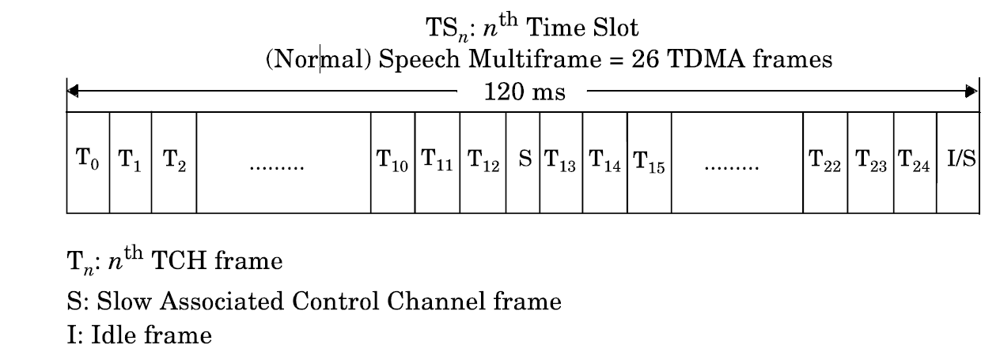 TSₙ: nᵗʰ Time Slot
(Normal) Speech Multiframe = 26 TDMA frames
120 ms
T₀ T₁ T₂ ......... T₁₀ T₁₁ T₁₂ S T₁₃ T₁₄ T₁₅ ......... T₂₂ T₂₃ T₂₄ I/S
Tₙ: nᵗʰ TCH frame
S: Slow Associated Control Channel frame
I: Idle frame